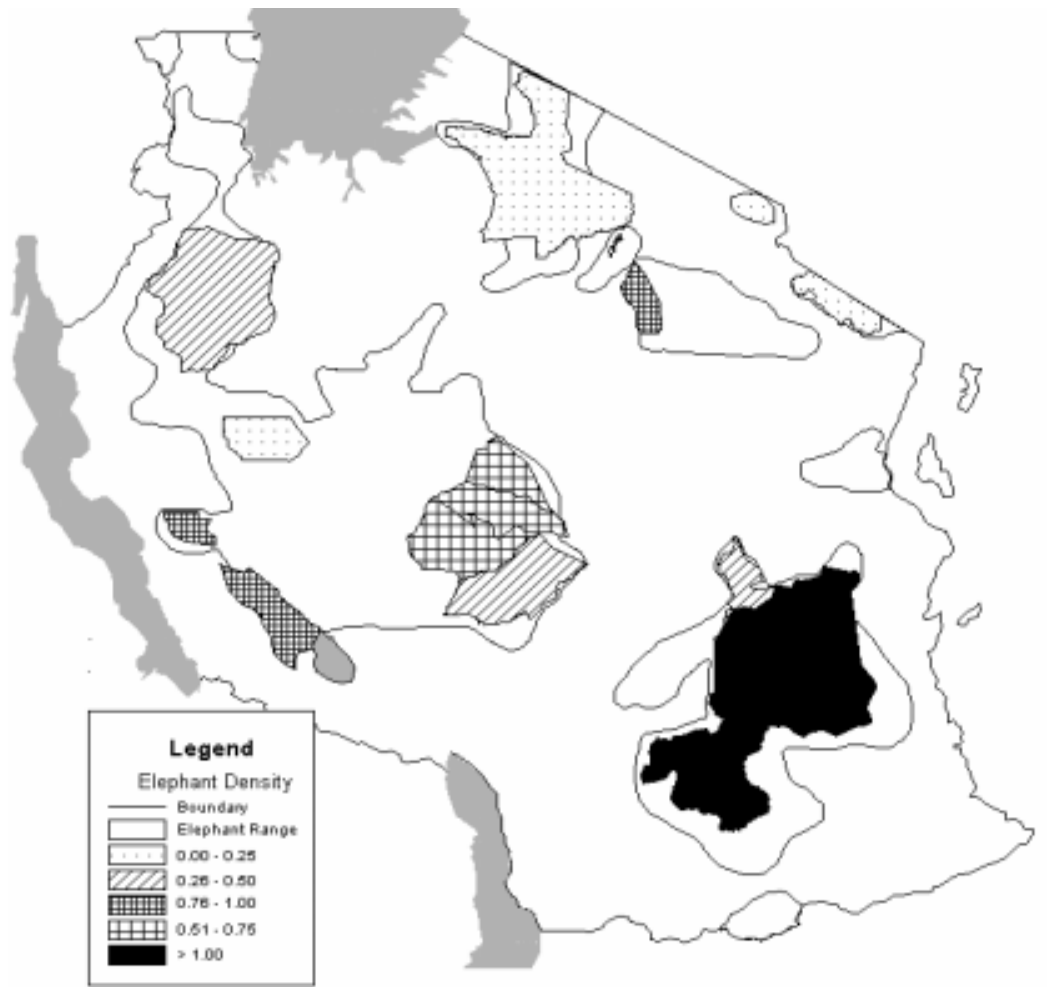 Legend
Elephant Density
Boundary
Elephant Range
0.00 - 0.25
0.26 - 0.50
0.76 - 1.00
0.51 - 0.75
> 1.00